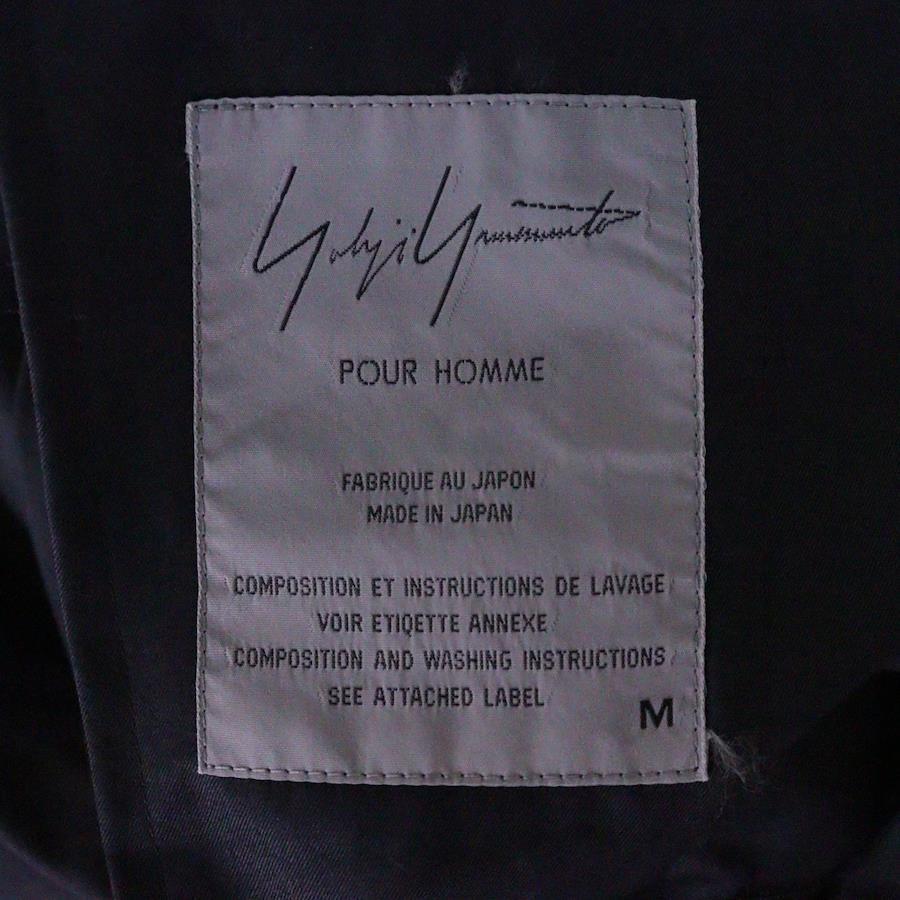 Yohji Yamamoto
POUR HOMME
FABRIQUE AU JAPON
MADE IN JAPAN
COMPOSITION ET INSTRUCTIONS DE LAVAGE
VOIR ETIQETTE ANNEXE
COMPOSITION AND WASHING INSTRUCTIONS
SEE ATTACHED LABEL
M